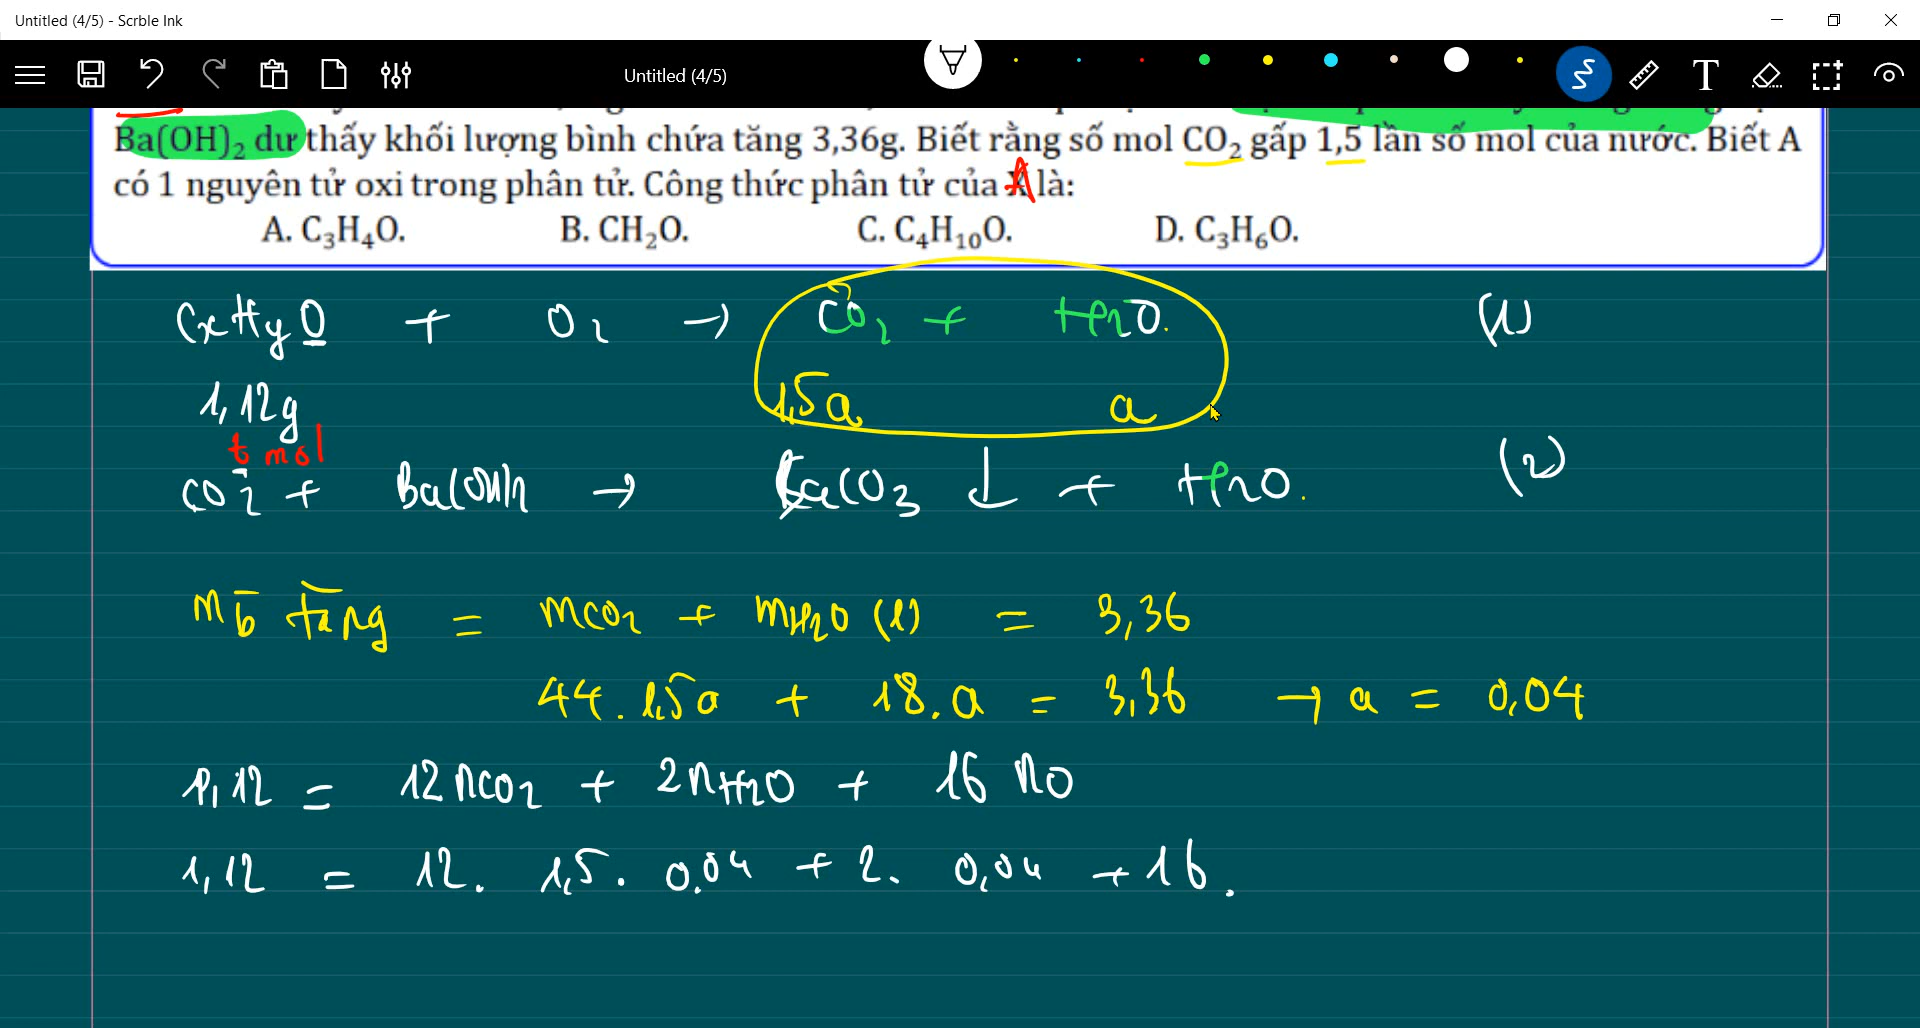 Untitled (4/5) - Scrble Ink
Untitled (4/5)
T
Ba(OH)₂ dư thấy khối lượng bình chứa tăng 3,36g. Biết rằng số mol CO₂ gấp 1,5 lần số mol của nước. Biết A
có 1 nguyên tử oxi trong phân tử. Công thức phân tử của A là:
A. C₃H₄O. B. CH₂O. C. C₄H₁₀O. D. C₃H₆O.
CxHyO + O₂ → CO₂ + H₂O. (1)
1,12g 1,5a a
t mol
CO₂ + Ba(OH)₂ → BaCO₃ ↓ + H₂O. (2)
m b tăng = mCO₂ + mH₂O (1) = 3,36
44. 1,5a + 18. a = 3,36 → a = 0,04
1,12 = 12nCO₂ + 2nH₂O + 16 nO
1,12 = 12. 1,5. 0,04 + 2. 0,04 + 16.